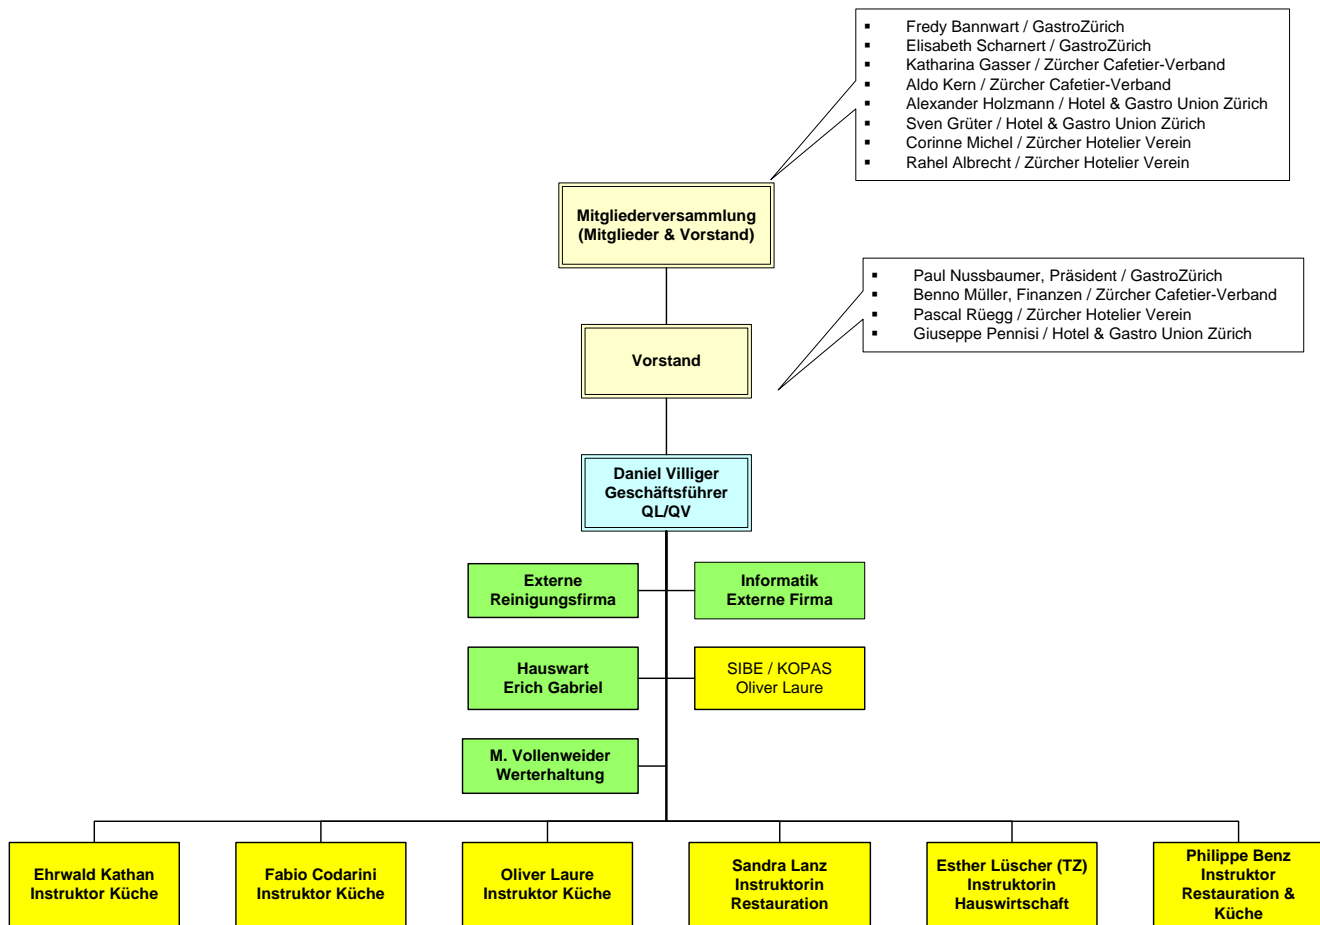 ▪ Fredy Bannwart / GastroZürich
▪ Elisabeth Scharnert / GastroZürich
▪ Katharina Gasser / Zürcher Cafetier-Verband
▪ Aldo Kern / Zürcher Cafetier-Verband
▪ Alexander Holzmann / Hotel & Gastro Union Zürich
▪ Sven Grüter / Hotel & Gastro Union Zürich
▪ Corinne Michel / Zürcher Hotelier Verein
▪ Rahel Albrecht / Zürcher Hotelier Verein
Mitgliederversammlung
(Mitglieder & Vorstand)
▪ Paul Nussbaumer, Präsident / GastroZürich
▪ Benno Müller, Finanzen / Zürcher Cafetier-Verband
▪ Pascal Rüegg / Zürcher Hotelier Verein
▪ Giuseppe Pennisi / Hotel & Gastro Union Zürich
Vorstand
Daniel Villiger
Geschäftsführer
QL/QV
Externe
Reinigungsfirma
Informatik
Externe Firma
Hauswart
Erich Gabriel
SIBE / KOPAS
Oliver Laure
M. Vollenweider
Werterhaltung
Ehrwald Kathan
Instruktor Küche
Fabio Codarini
Instruktor Küche
Oliver Laure
Instruktor Küche
Sandra Lanz
Instruktorin
Restauration
Esther Lüscher (TZ)
Instruktorin
Hauswirtschaft
Philippe Benz
Instruktor
Restauration &
Küche